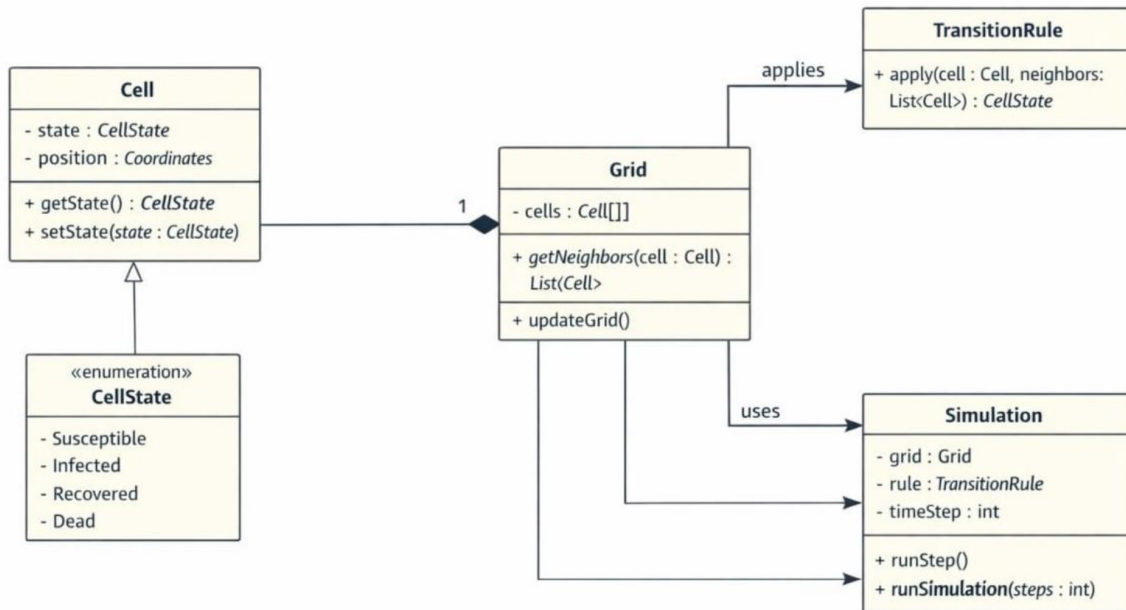 Cell
- state : CellState
- position : Coordinates
+ getState() : CellState
+ setState(state : CellState)
«enumeration»
CellState
- Susceptible
- Infected
- Recovered
- Dead
1
Grid
- cells : Cell[]]
+ getNeighbors(cell : Cell) :
List(Cell>
+ updateGrid()
applies
TransitionRule
+ apply(cell : Cell, neighbors:
List<Cell>) : CellState
uses
Simulation
- grid : Grid
- rule : TransitionRule
- timeStep : int
+ runStep()
+ runSimulation(steps : int)